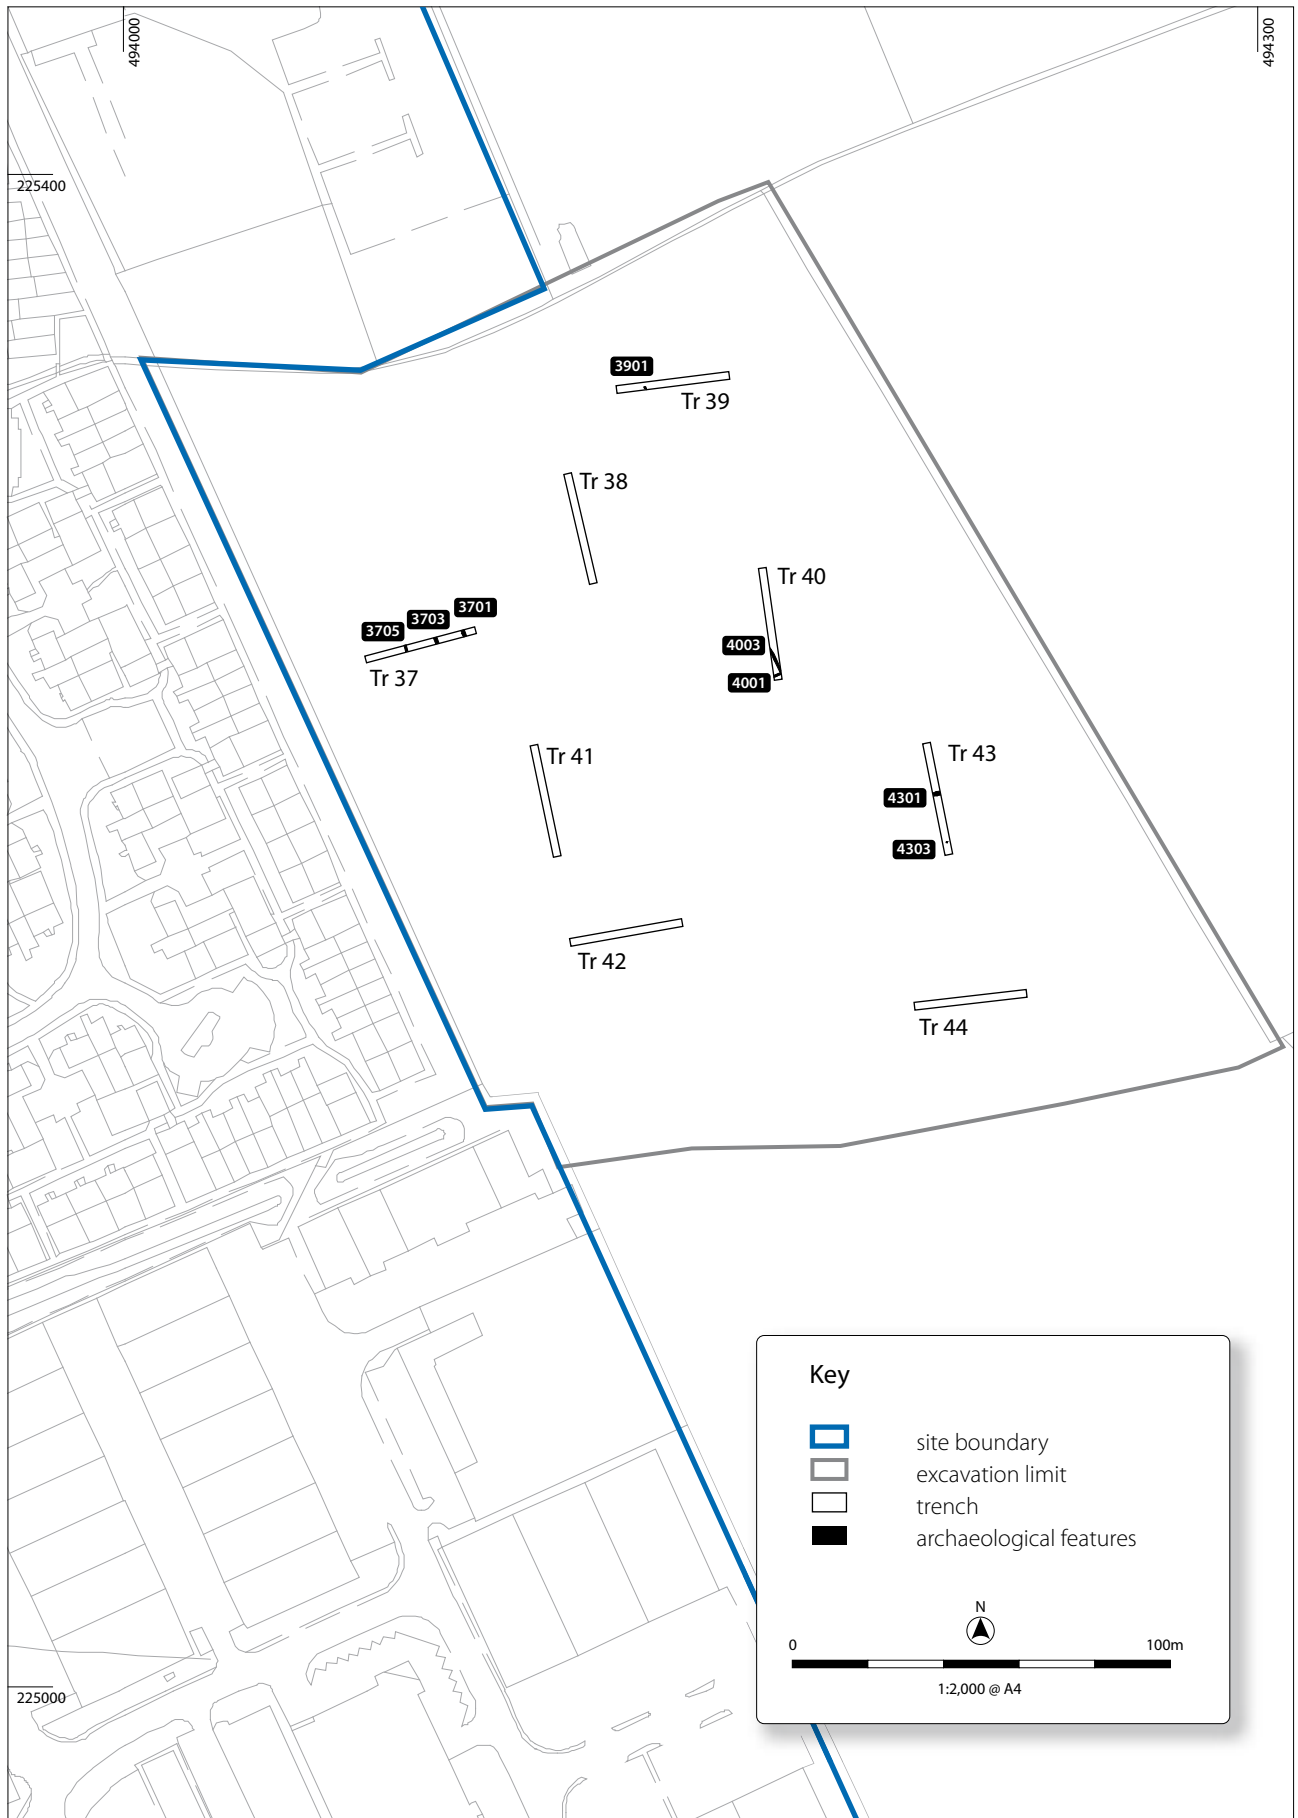 494000
494300
225400
3901
Tr 39
Tr 38
Tr 40
3701
3703
3705
Tr 37
4003
4001
Tr 41
Tr 43
4301
4303
Tr 42
Tr 44
Key
site boundary
excavation limit
trench
archaeological features
N
0
100m
1:2,000 @ A4
225000